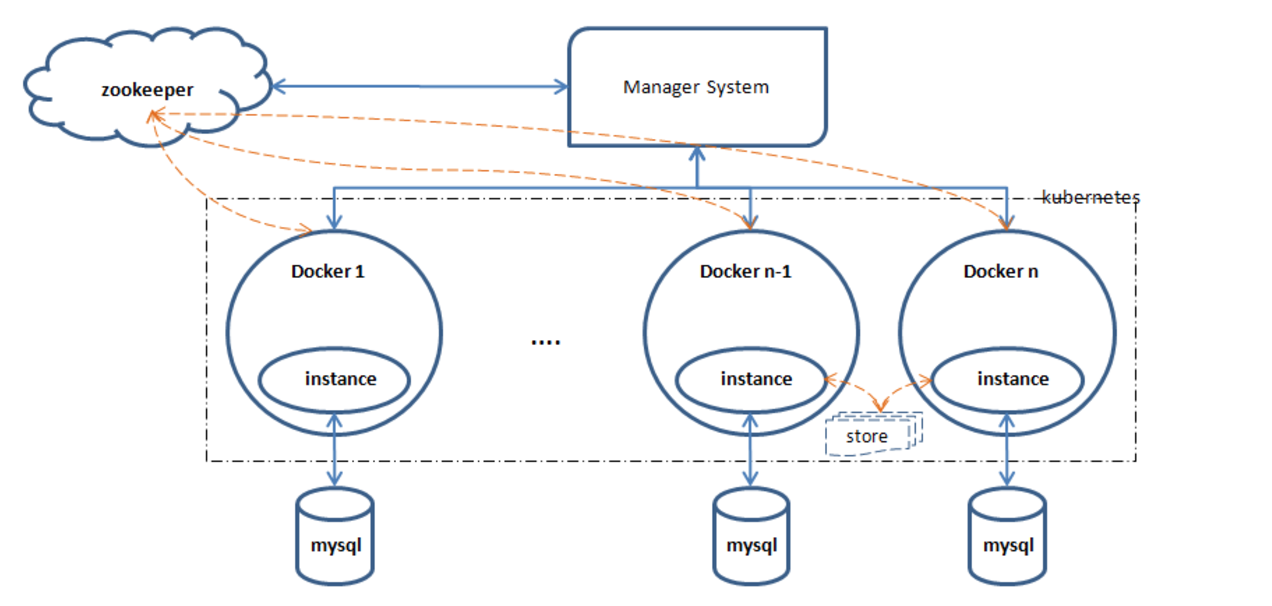 zookeeper
Manager System
kubernetes
Docker 1
Docker n-1
Docker n
....
instance
instance
instance
store
mysql
mysql
mysql